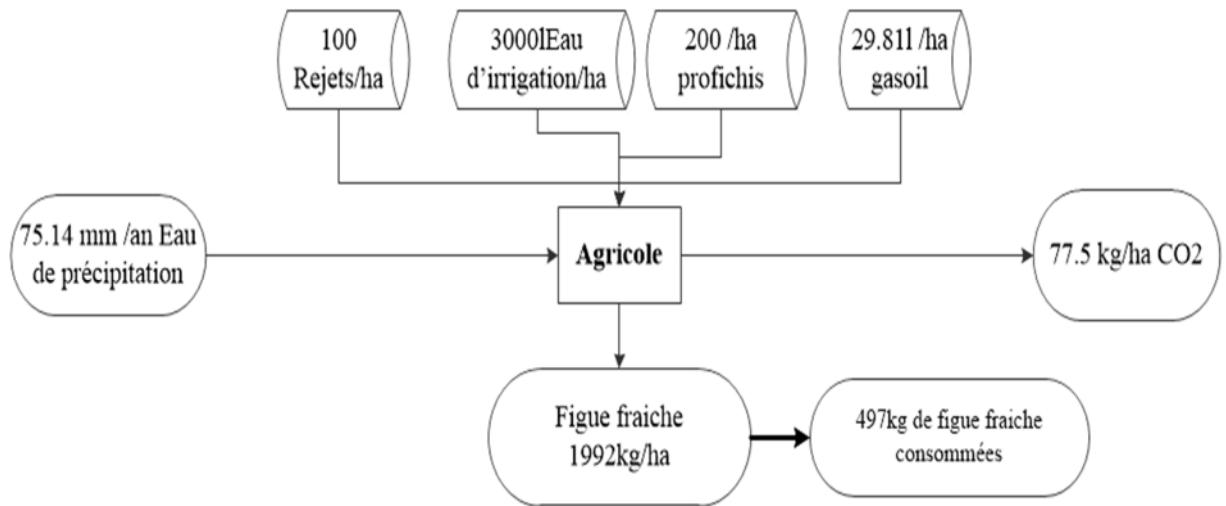 100
Rejets/ha
3000lEau
d’irrigation/ha
200 /ha
profichis
29.81l /ha
gasoil
75.14 mm /an Eau
de précipitation
Agricole
77.5 kg/ha CO2
Figue fraiche
1992kg/ha
497kg de figue fraiche
consommées